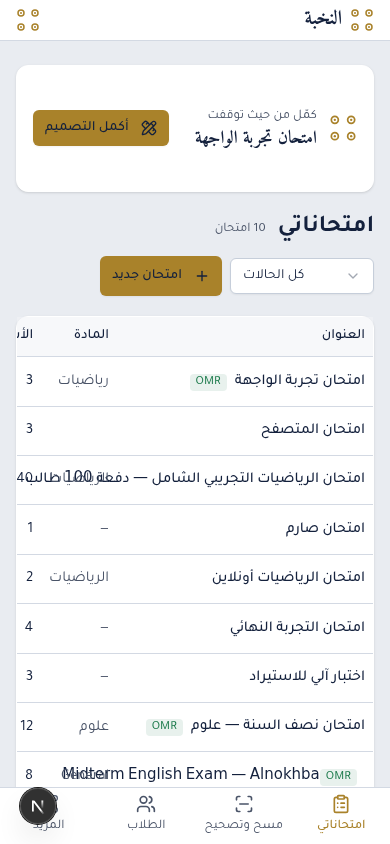 النخبة
كمّل من حيث توقفت
امتحان تجربة الواجهة
أكمل التصميم
امتحاناتي
10 امتحان
كل الحالات
امتحان جديد
العنوان المادة
امتحان تجربة الواجهة OMR رياضيات 3
امتحان المتصفح 3
امتحان الرياضيات التجريبي الشامل — دفعة 100 طالب 40
امتحان صارم – 1
امتحان الرياضيات أونلاين الرياضيات 2
امتحان التجربة النهائي – 4
اختبار آلي للاستيراد – 3
امتحان نصف السنة — علوم OMR علوم 12
Midterm English Exam — Alnokhba OMR 8
امتحاناتي
مسح وتصحيح
الطلاب
المزيد
N